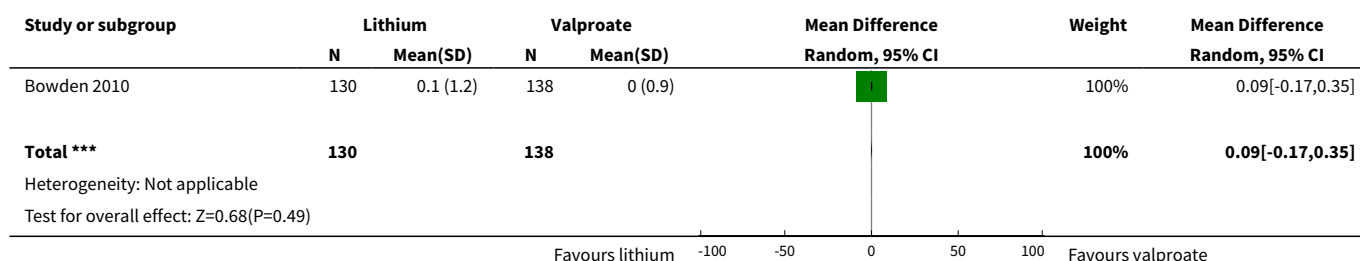 Study or subgroup Lithium Valproate Mean Difference Weight Mean Difference
N Mean(SD) N Mean(SD) Random, 95% CI Random, 95% CI
Bowden 2010 130 0.1 (1.2) 138 0 (0.9) 100% 0.09[-0.17,0.35]
Total *** 130 138 100% 0.09[-0.17,0.35]
Heterogeneity: Not applicable
Test for overall effect: Z=0.68(P=0.49)
Favours lithium -100 -50 0 50 100 Favours valproate